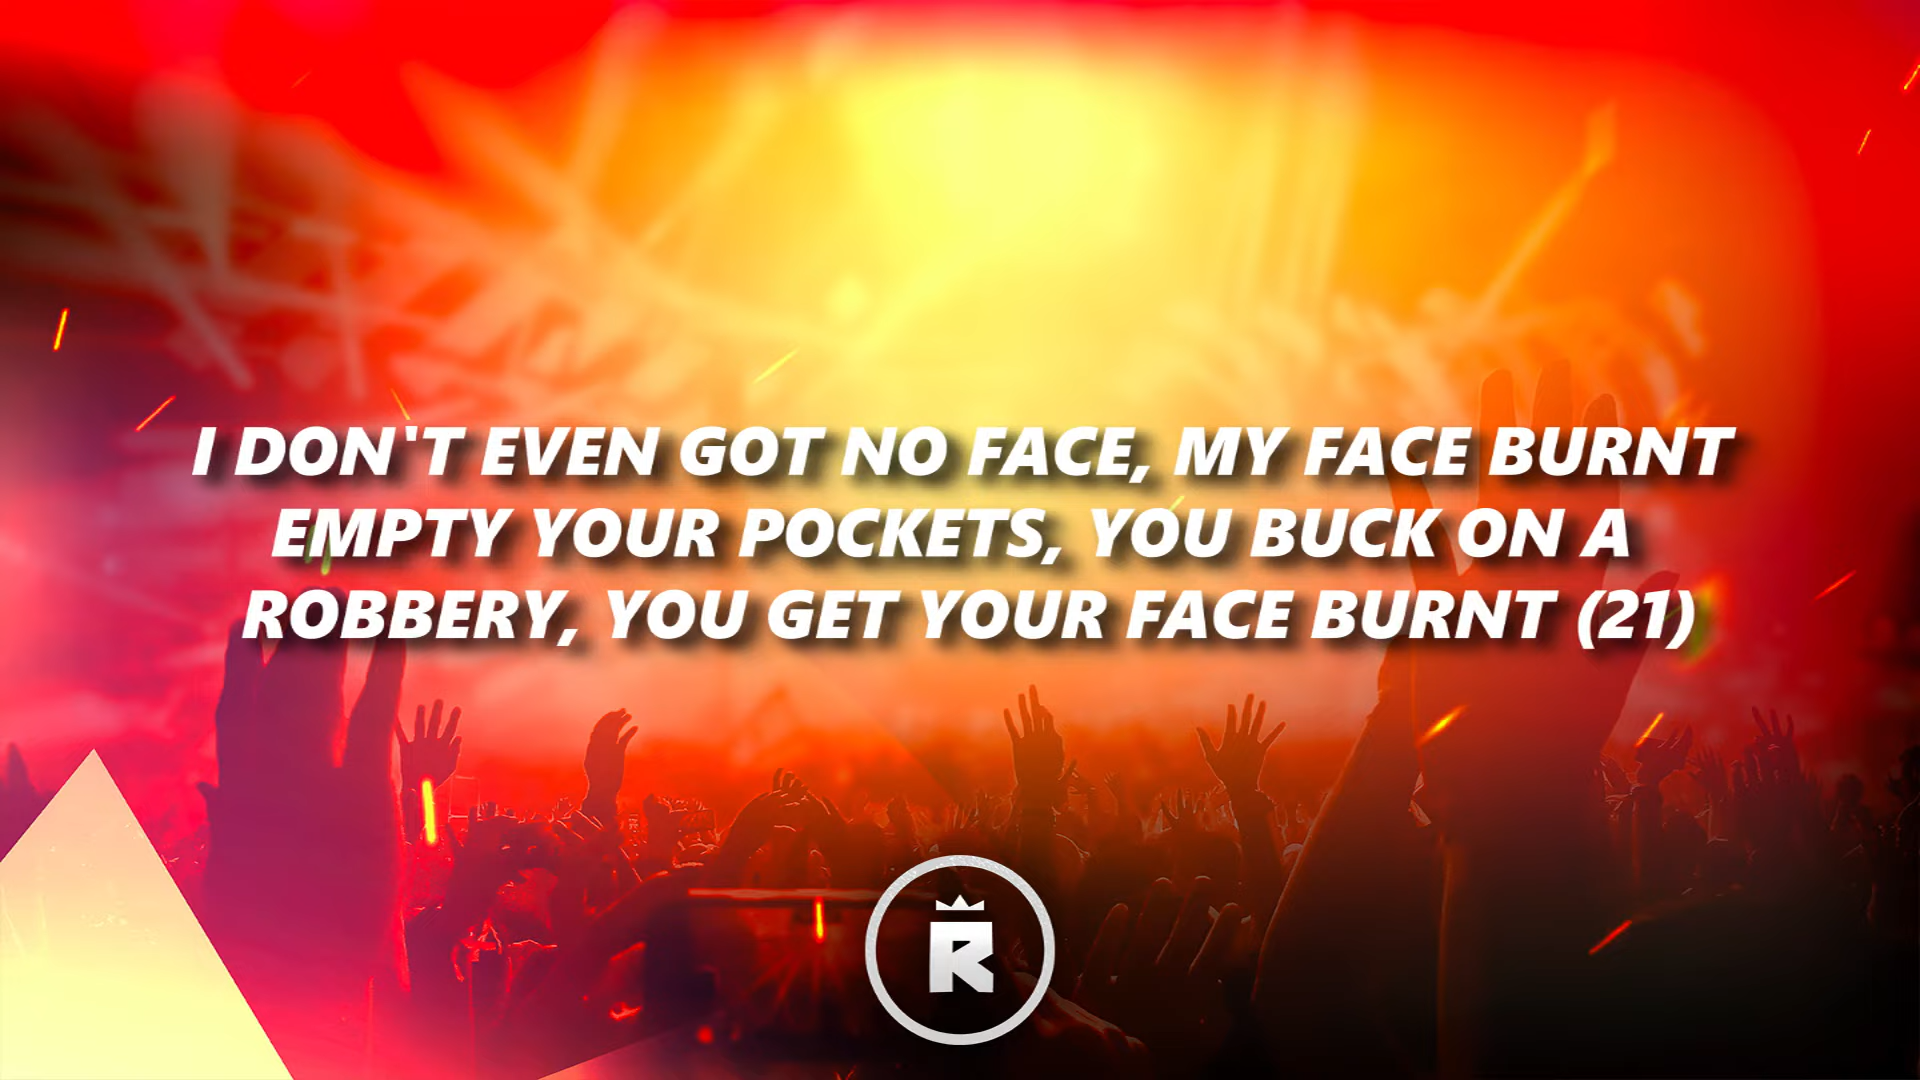 I DON'T EVEN GOT NO FACE, MY FACE BURNT
EMPTY YOUR POCKETS, YOU BUCK ON A
ROBBERY, YOU GET YOUR FACE BURNT (21)
R